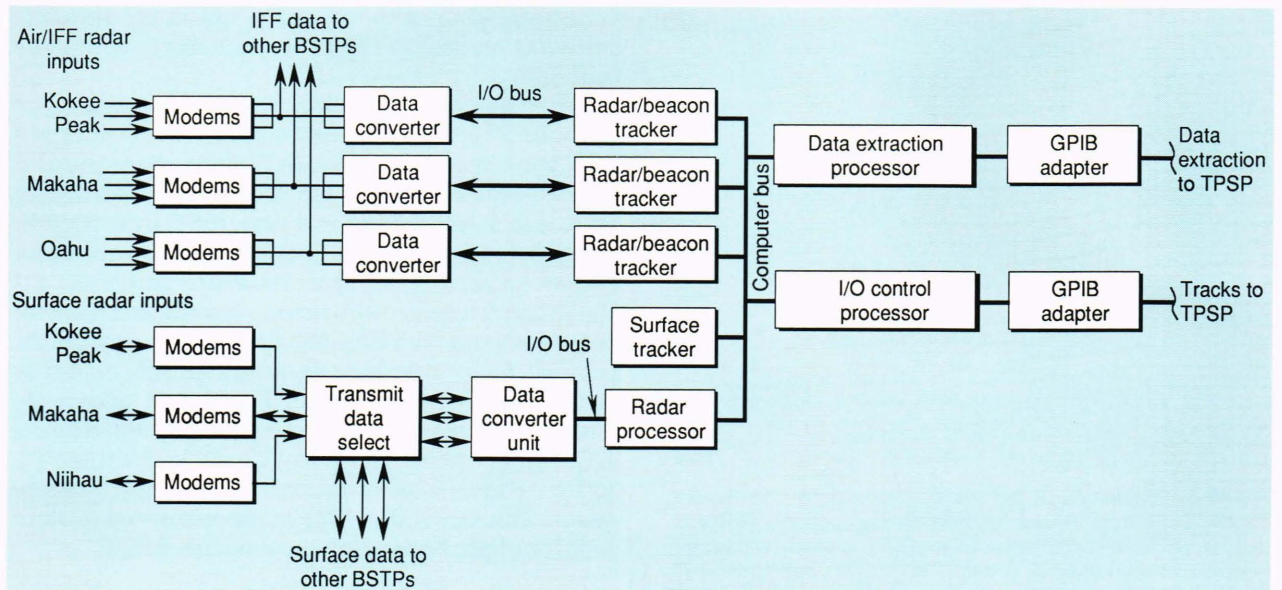 Air/IFF radar
inputs
IFF data to
other BSTPs
Kokee
Peak
Modems
Data
converter
I/O bus
Radar/beacon
tracker
Makaha
Modems
Data
converter
Radar/beacon
tracker
Oahu
Modems
Data
converter
Radar/beacon
tracker
Computer bus
Data extraction
processor
GPIB
adapter
Data
extraction
to TPSP
I/O control
processor
GPIB
adapter
Tracks to
TPSP
Surface radar inputs
Kokee
Peak
Modems
Makaha
Modems
Niihau
Modems
Transmit
data
select
Data
converter
unit
I/O bus
Surface
tracker
Radar
processor
Surface data to
other BSTPs